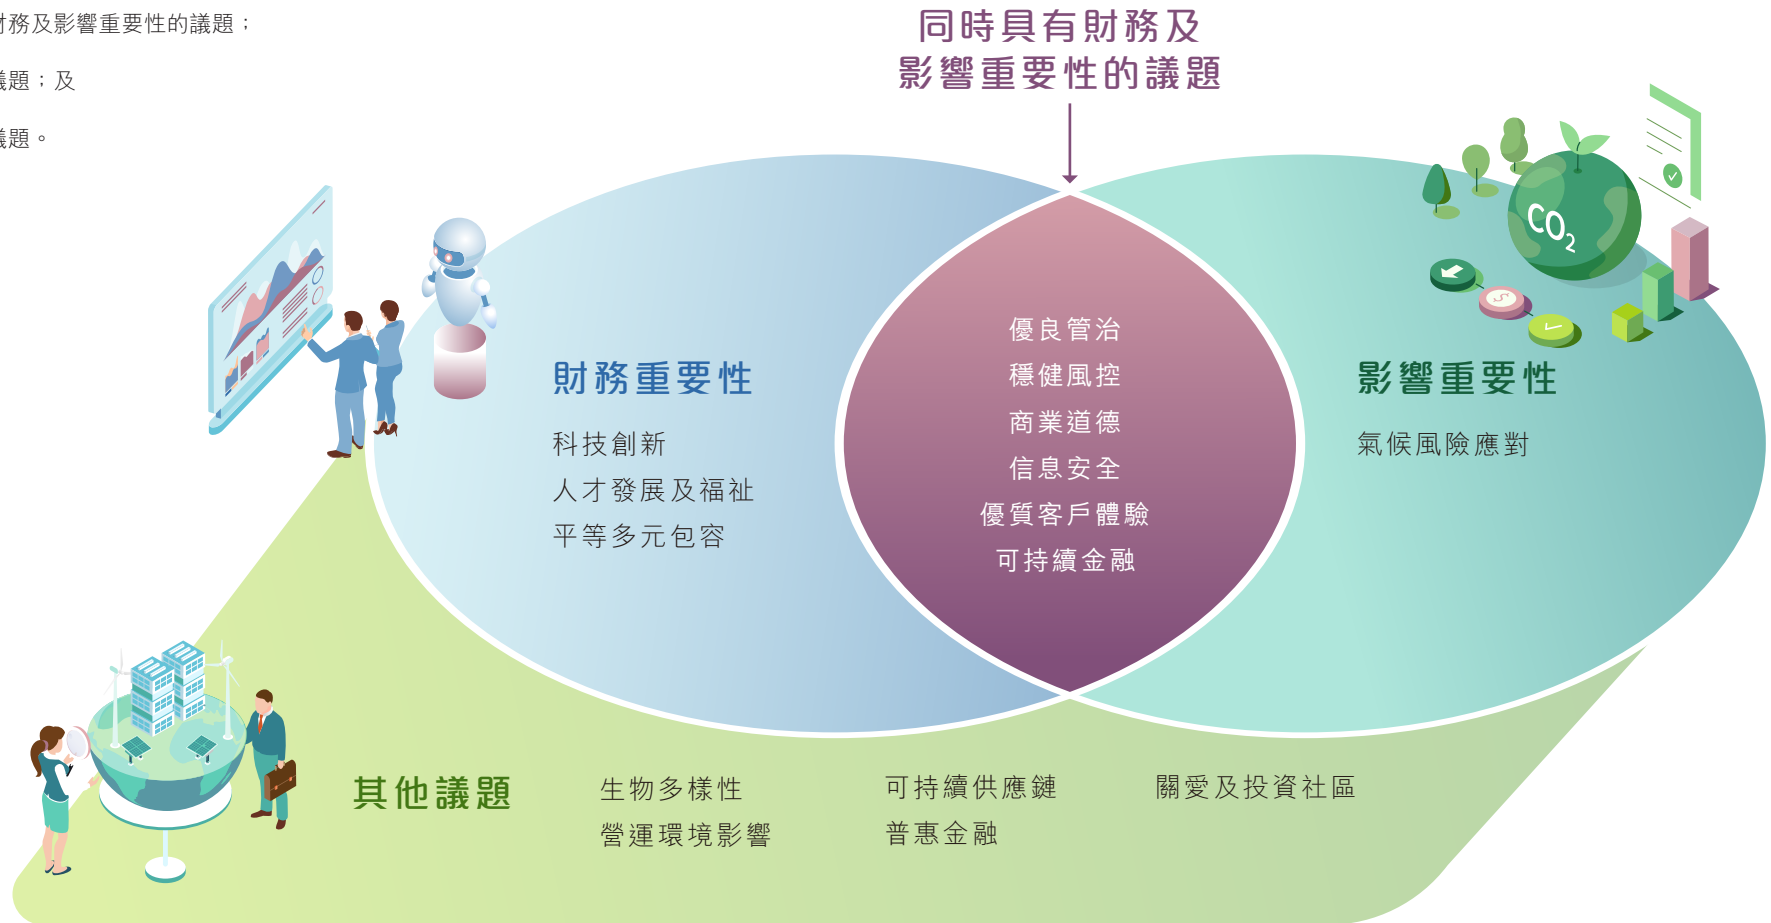 財務及影響重要性的議題；
議題；及
議題。
同時具有財務及
影響重要性的議題
CO2
財務重要性
科技創新
人才發展及福祉
平等多元包容
優良管治
穩健風控
商業道德
信息安全
優質客戶體驗
可持續金融
影響重要性
氣候風險應對
其他議題
生物多樣性
營運環境影響
可持續供應鏈
普惠金融
關愛及投資社區